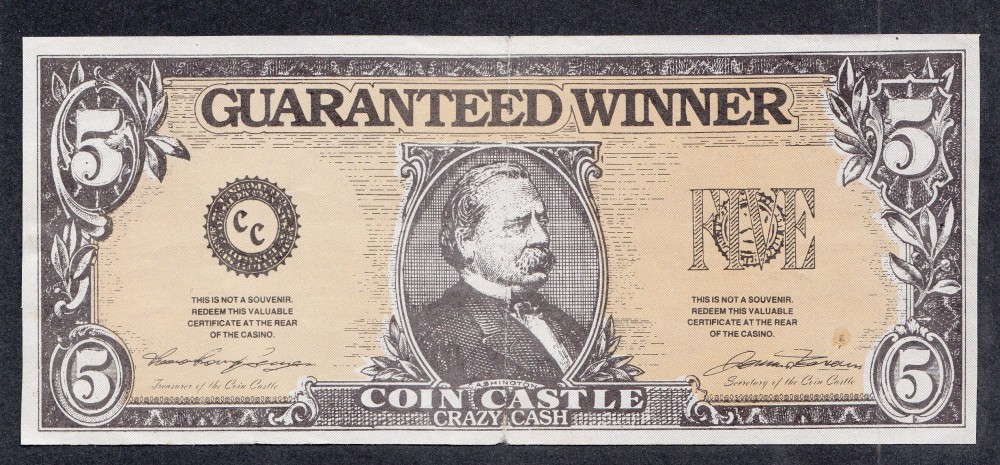 GUARANTEED WINNER
5
5
CC
FIVE
THIS IS NOT A SOUVENIR.
REDEEM THIS VALUABLE
CERTIFICATE AT THE REAR
OF THE CASINO.
THIS IS NOT A SOUVENIR.
REDEEM THIS VALUABLE
CERTIFICATE AT THE REAR
OF THE CASINO.
Treasurer of the Coin Castle
Secretary of the Coin Castle
5
5
WASHINGTON
COIN CASTLE
CRAZY CASH